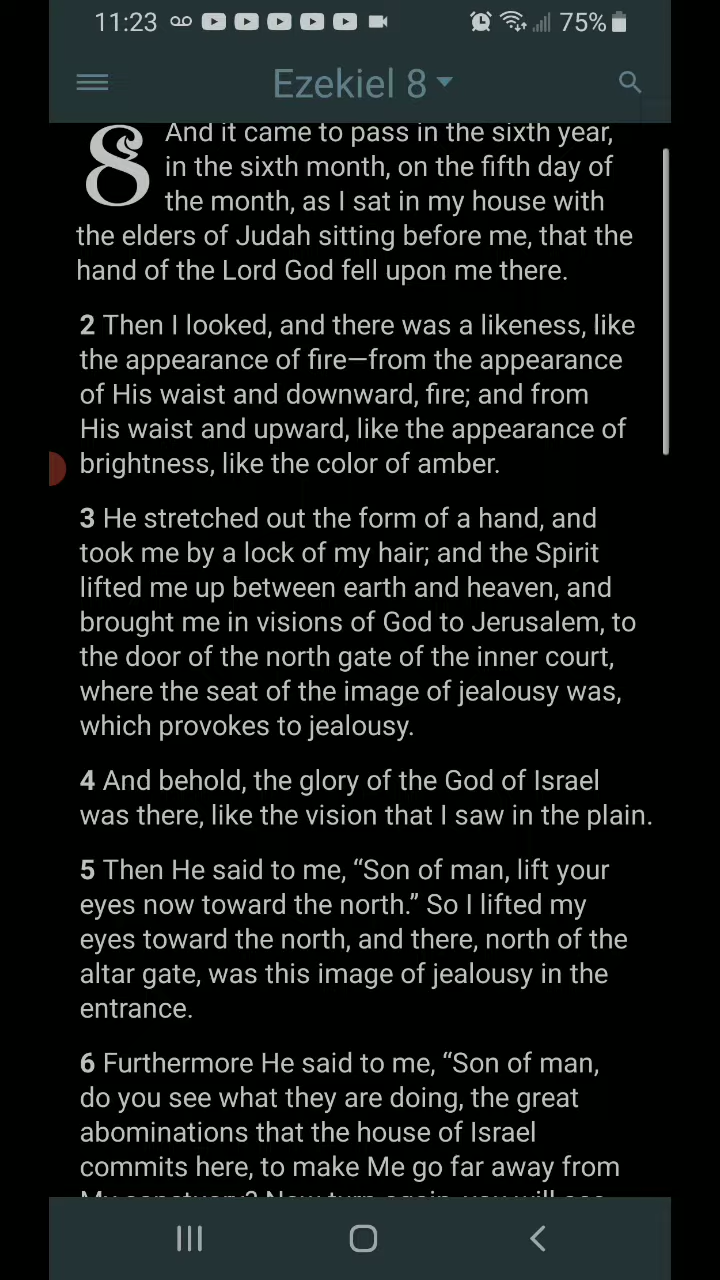 11:23 75%
Ezekiel 8
8 And it came to pass in the sixth year,
in the sixth month, on the fifth day of
the month, as I sat in my house with
the elders of Judah sitting before me, that the
hand of the Lord God fell upon me there.
2 Then I looked, and there was a likeness, like
the appearance of fire—from the appearance
of His waist and downward, fire; and from
His waist and upward, like the appearance of
brightness, like the color of amber.
3 He stretched out the form of a hand, and
took me by a lock of my hair; and the Spirit
lifted me up between earth and heaven, and
brought me in visions of God to Jerusalem, to
the door of the north gate of the inner court,
where the seat of the image of jealousy was,
which provokes to jealousy.
4 And behold, the glory of the God of Israel
was there, like the vision that I saw in the plain.
5 Then He said to me, “Son of man, lift your
eyes now toward the north.” So I lifted my
eyes toward the north, and there, north of the
altar gate, was this image of jealousy in the
entrance.
6 Furthermore He said to me, “Son of man,
do you see what they are doing, the great
abominations that the house of Israel
commits here, to make Me go far away from